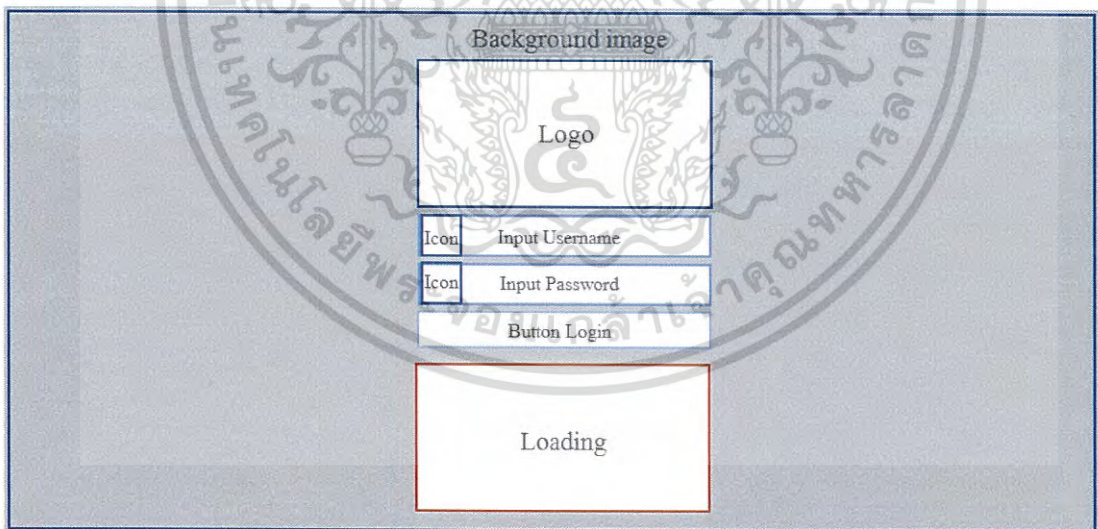 Background image
Logo
Icon Input Username
Icon Input Password
Button Login
Loading